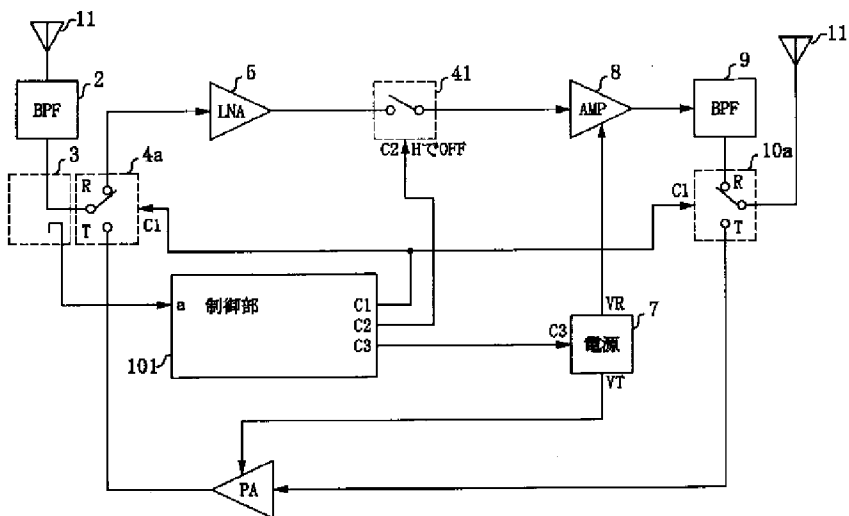 11
11
2
6
41
8
9
BPF
LNA
AMP
BPF
C2 HでOFF
10a
3
4a
R
T
C1
C1
R
T
a
制御部
C1
C2
C3
101
VR
7
C3
電源
VT
PA